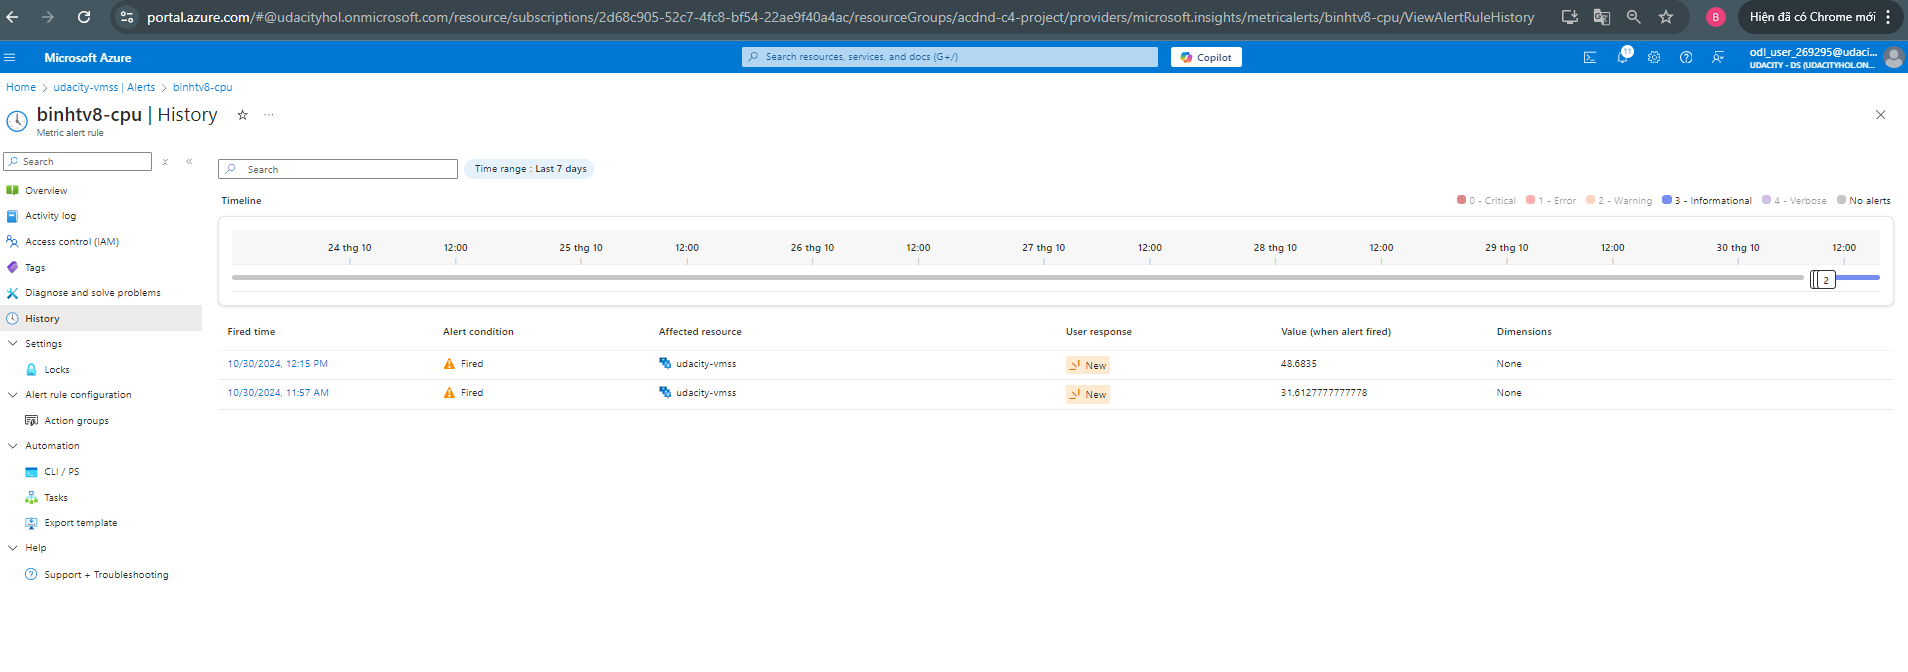 portal.azure.com/#@udacityhol.onmicrosoft.com/resource/subscriptions/2d68c905-52c7-4fc8-bf54-22ae9f40a4ac/resourceGroups/acdnd-c4-project/providers/microsoft.insights/metricalerts/binhtv8-cpu/ViewAlertRuleHistory
B
Hiện đã có Chrome mới
Microsoft Azure
Search resources, services, and docs (G+/)
Copilot
11
odl_user_269295@udaci...
UDACITY - DS (UDACITYHOL.ON...
Home > udacity-vmss | Alerts > binhtv8-cpu
binhtv8-cpu | History
Metric alert rule
Search
Overview
Activity log
Access control (IAM)
Tags
Diagnose and solve problems
History
Settings
Locks
Alert rule configuration
Action groups
Automation
CLI / PS
Tasks
Export template
Help
Support + Troubleshooting
Search
Time range : Last 7 days
Timeline
0 - Critical 1 - Error 2 - Warning 3 - Informational 4 - Verbose No alerts
24 thg 10 12:00 25 thg 10 12:00 26 thg 10 12:00 27 thg 10 12:00 28 thg 10 12:00 29 thg 10 12:00 30 thg 10 12:00
2
Fired time Alert condition Affected resource User response Value (when alert fired) Dimensions
10/30/2024, 12:15 PM Fired udacity-vmss New 48.6835 None
10/30/2024, 11:57 AM Fired udacity-vmss New 31.6127777777778 None